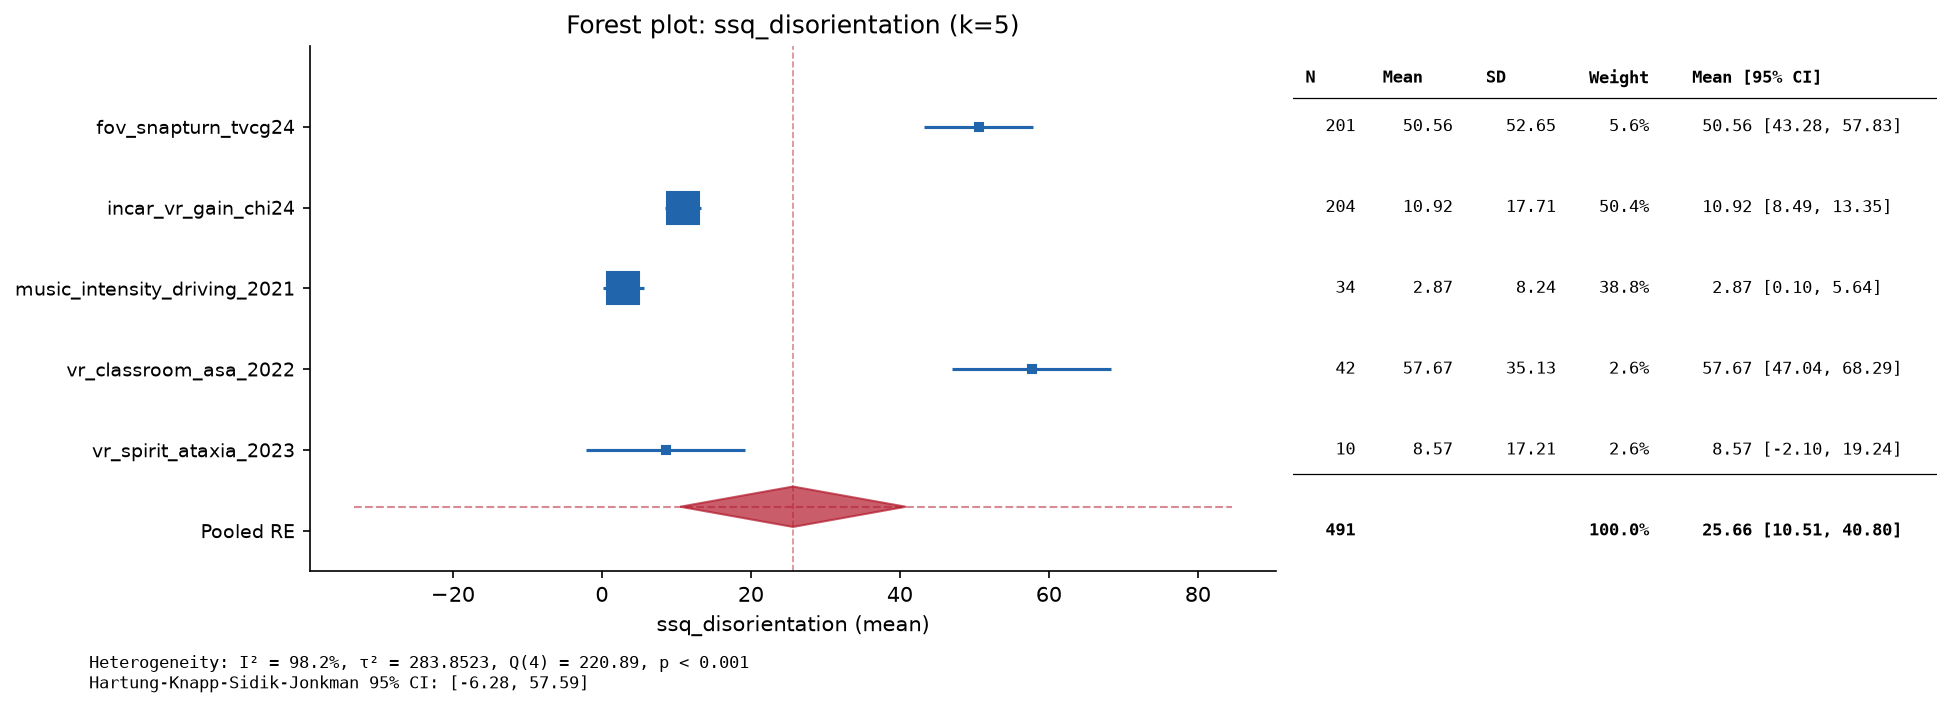 Forest plot: ssq_disorientation (k=5)
N Mean SD Weight Mean [95% CI]
fov_snapturn_tvcg24 201 50.56 52.65 5.6% 50.56 [43.28, 57.83]
incar_vr_gain_chi24 204 10.92 17.71 50.4% 10.92 [8.49, 13.35]
music_intensity_driving_2021 34 2.87 8.24 38.8% 2.87 [0.10, 5.64]
vr_classroom_asa_2022 42 57.67 35.13 2.6% 57.67 [47.04, 68.29]
vr_spirit_ataxia_2023 10 8.57 17.21 2.6% 8.57 [-2.10, 19.24]
Pooled RE 491 100.0% 25.66 [10.51, 40.80]
−20 0 20 40 60 80
ssq_disorientation (mean)
Heterogeneity: I² = 98.2%, τ² = 283.8523, Q(4) = 220.89, p < 0.001
Hartung-Knapp-Sidik-Jonkman 95% CI: [-6.28, 57.59]